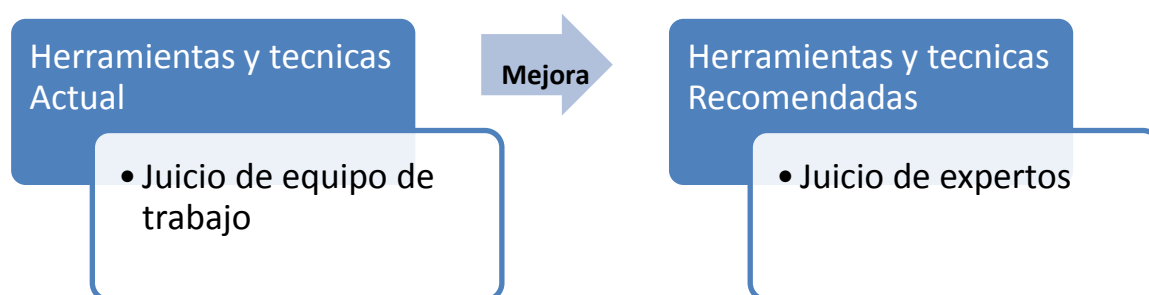 Herramientas y tecnicas
Actual
• Juicio de equipo de
trabajo
Mejora
Herramientas y tecnicas
Recomendadas
• Juicio de expertos